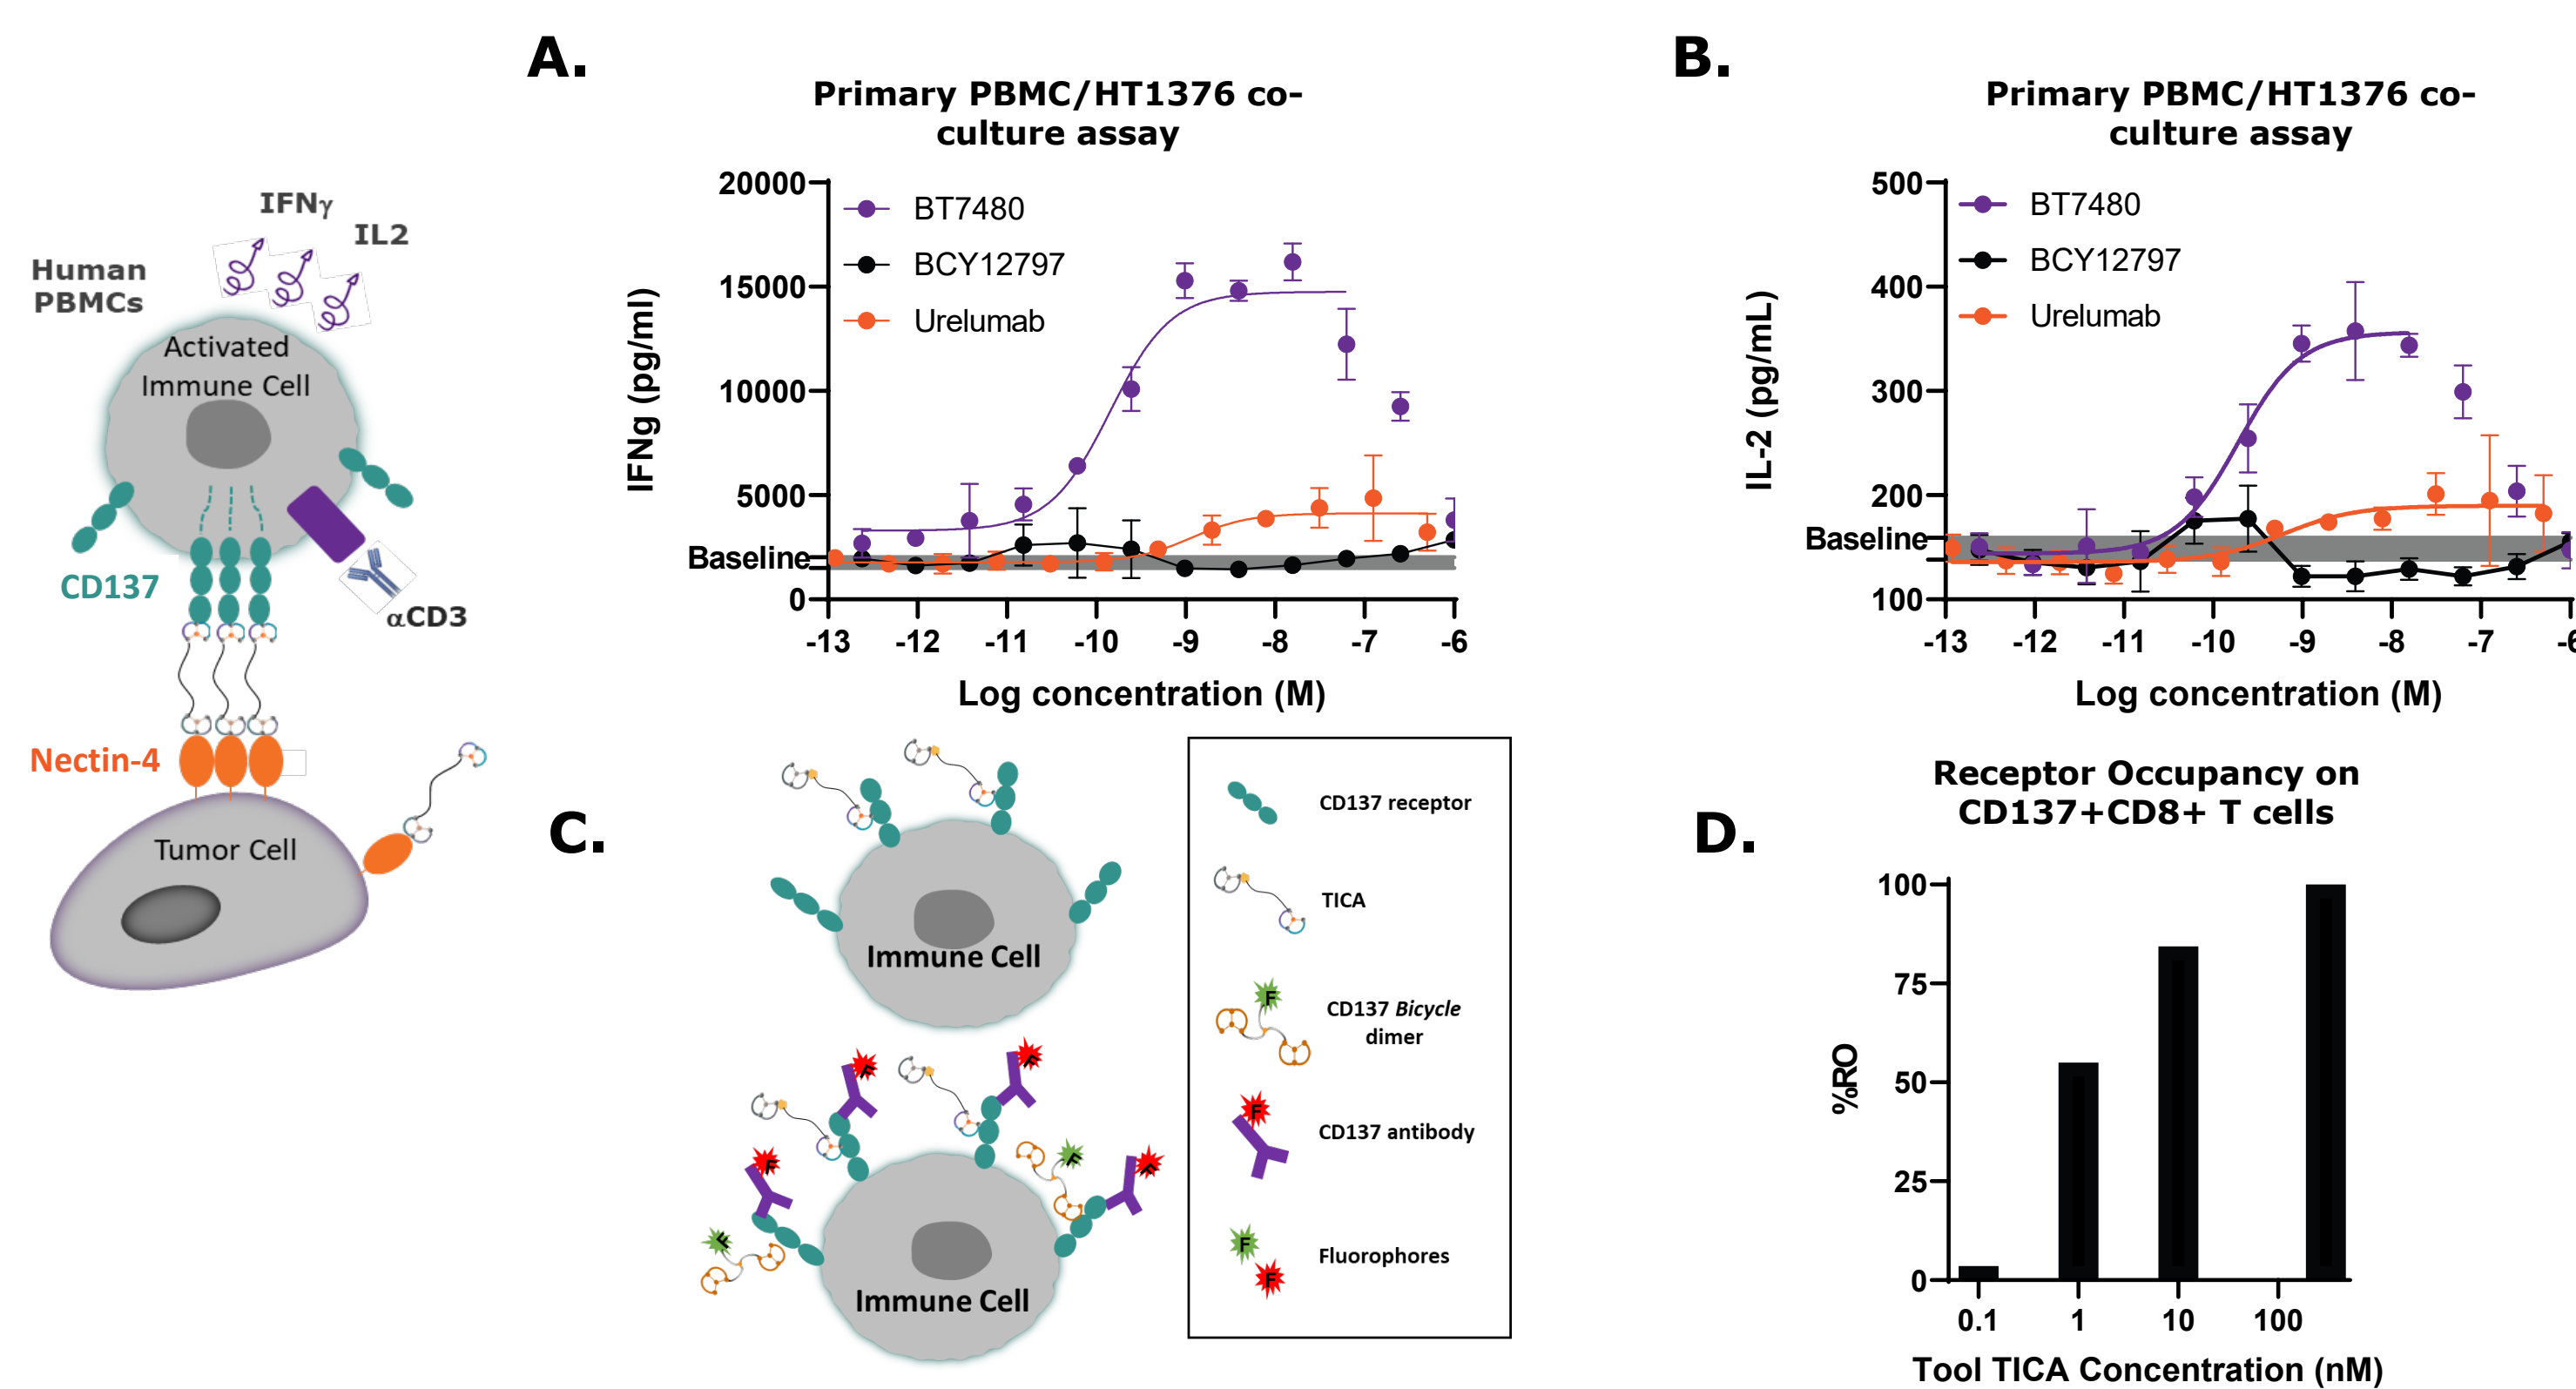 IFNγ
IL2
Human
PBMCs
Activated
Immune Cell
CD137
αCD3
Nectin-4
Tumor Cell
A.
Primary PBMC/HT1376 co-
culture assay
IFNg (pg/ml)
20000
15000
10000
5000
Baseline
0
BT7480
BCY12797
Urelumab
-13 -12 -11 -10 -9 -8 -7 -6
Log concentration (M)
B.
Primary PBMC/HT1376 co-
culture assay
IL-2 (pg/mL)
500
400
300
200
Baseline
100
BT7480
BCY12797
Urelumab
-13 -12 -11 -10 -9 -8 -7 -6
Log concentration (M)
C.
Immune Cell
F
F
F
F
F
F
Immune Cell
CD137 receptor
TICA
F
CD137 Bicycle
dimer
F
CD137 antibody
F
F
Fluorophores
D.
Receptor Occupancy on
CD137+CD8+ T cells
%RO
100
75
50
25
0
0.1 1 10 100
Tool TICA Concentration (nM)